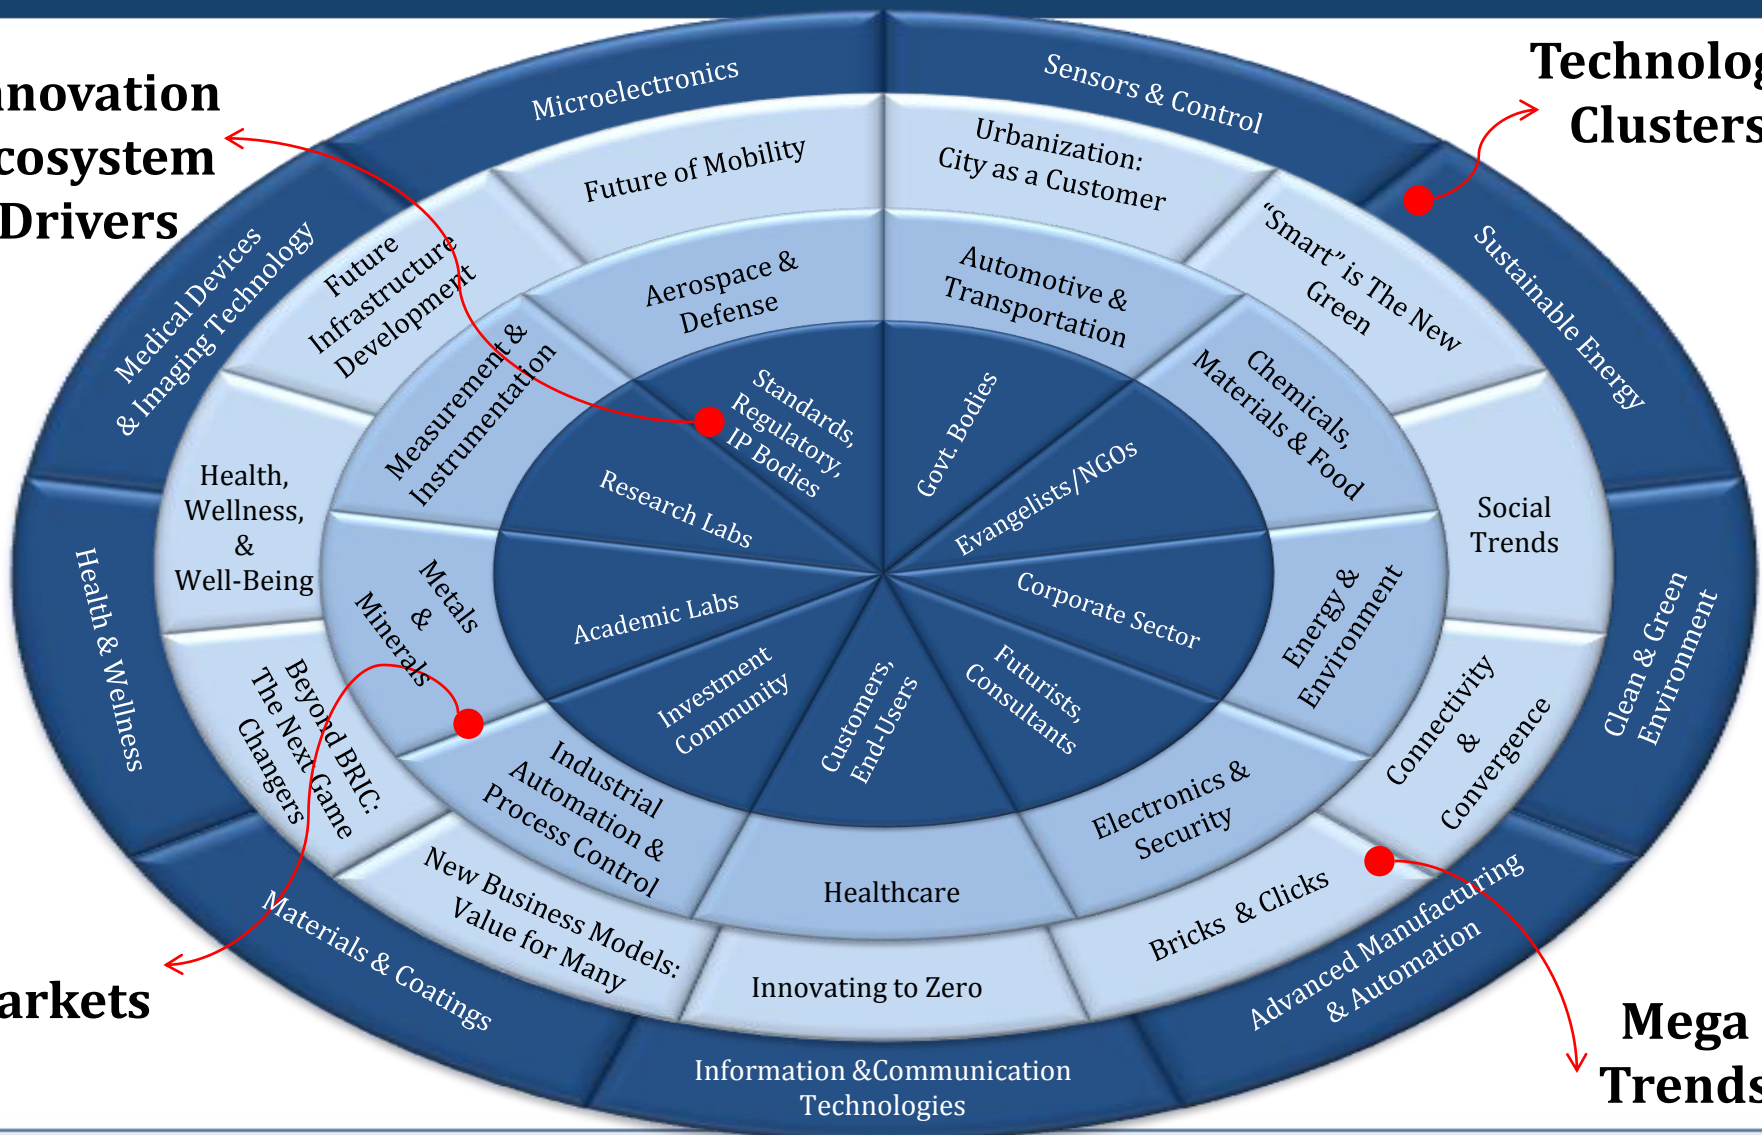 nnovation
cosystem
Drivers
Technolog
Clusters
arkets
Mega
Trends
Microelectronics
Sensors & Control
Sustainable Energy
Clean & Green
Environment
Advanced Manufacturing
& Automation
Information &Communication
Technologies
Materials & Coatings
Health & Wellness
Medical Devices
& Imaging Technology
Future of Mobility
Urbanization:
City as a Customer
“Smart” is The New
Green
Social
Trends
Connectivity
&
Convergence
Bricks & Clicks
Innovating to Zero
New Business Models:
Value for Many
Beyond BRIC:
The Next Game
Changers
Health,
Wellness,
&
Well-Being
Future
Infrastructure
Development
Aerospace &
Defense
Automotive &
Transportation
Chemicals,
Materials & Food
Energy &
Environment
Electronics &
Security
Healthcare
Industrial
Automation &
Process Control
Metals
&
Minerals
Measurement &
Instrumentation
Standards,
Regulatory,
IP Bodies
Govt. Bodies
Evangelists/NGOs
Corporate Sector
Futurists,
Consultants
Customers,
End-Users
Investment
Community
Academic Labs
Research Labs